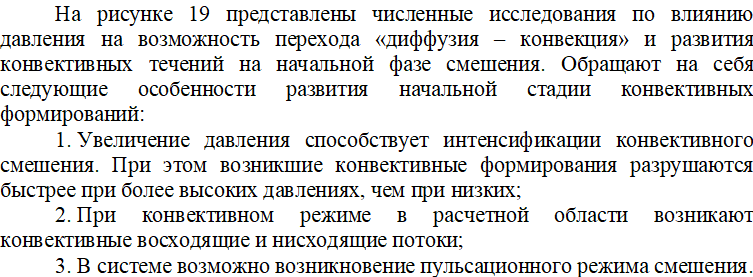 На рисунке 19 представлены численные исследования по влиянию
давления на возможность перехода «диффузия – конвекция» и развития
конвективных течений на начальной фазе смешения. Обращают на себя
следующие особенности развития начальной стадии конвективных
формирований:
1. Увеличение давления способствует интенсификации конвективного
смешения. При этом возникшие конвективные формирования разрушаются
быстрее при более высоких давлениях, чем при низких;
2. При конвективном режиме в расчетной области возникают
конвективные восходящие и нисходящие потоки;
3. В системе возможно возникновение пульсационного режима смешения.